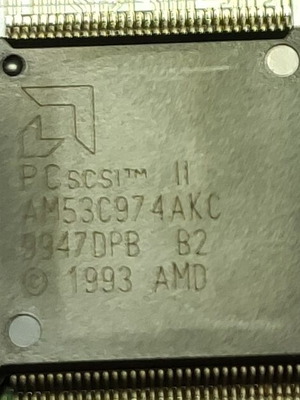 PCSCSI™ II
AM53C974AKC
9947DPB B2
© 1993 AMD